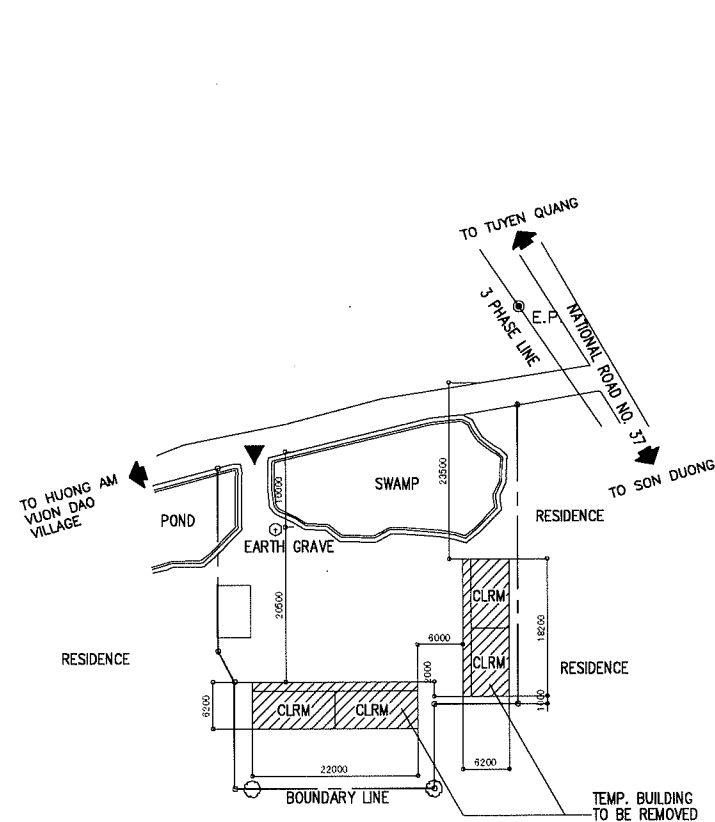 TO TUYEN QUANG
3 PHASE LINE
E.P.
NATIONAL ROAD NO. 37
TO SON DUONG
TO HUONG AM
VUON DAO
VILLAGE
POND
SWAMP
10000
23500
EARTH GRAVE
RESIDENCE
20500
CLRM
CLRM
18200
6000
2000
1000
RESIDENCE
RESIDENCE
6200
CLRM
CLRM
22000
6200
BOUNDARY LINE
TEMP. BUILDING
TO BE REMOVED